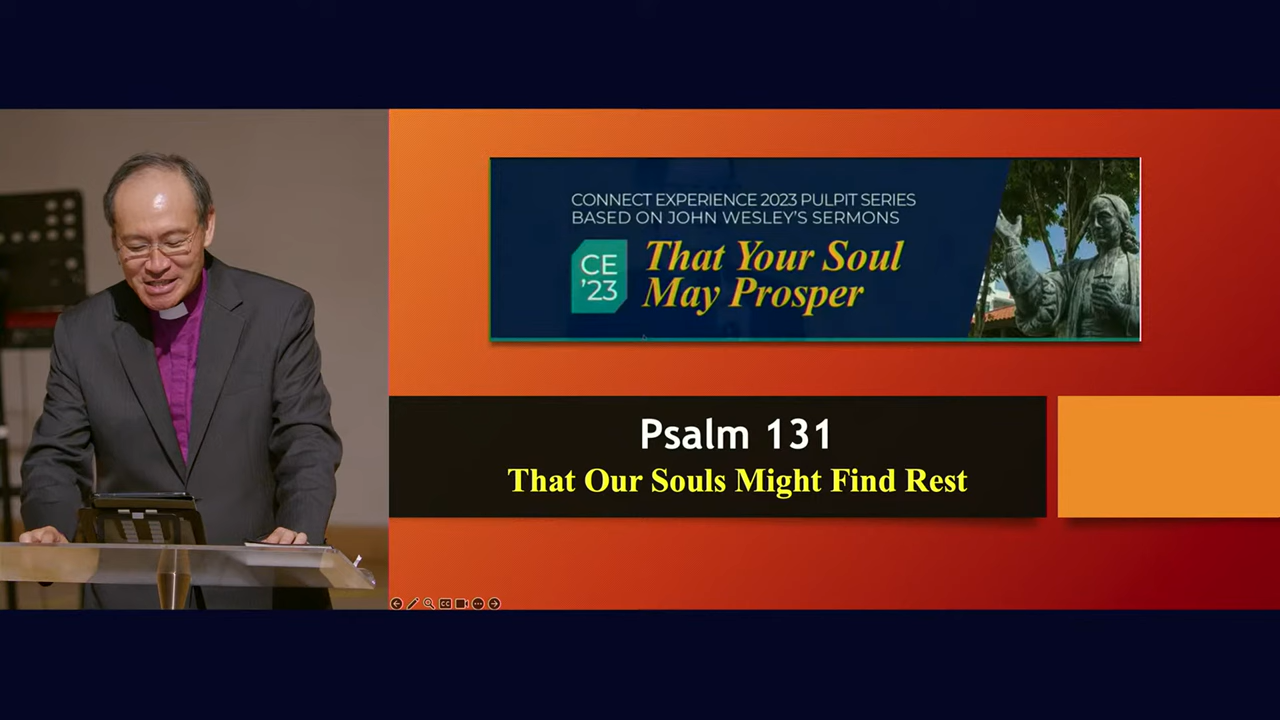 CONNECT EXPERIENCE 2023 PULPIT SERIES
BASED ON JOHN WESLEY'S SERMONS
CE
'23
That Your Soul
May Prosper
Psalm 131
That Our Souls Might Find Rest
CC